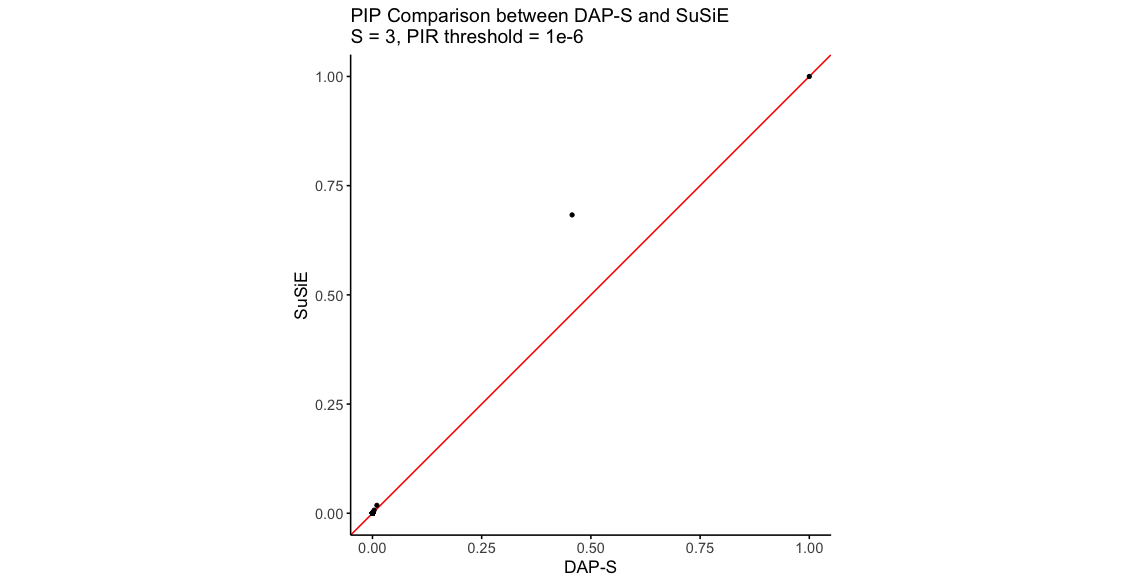 PIP Comparison between DAP-S and SuSiE
S = 3, PIR threshold = 1e-6
1.00
0.75
0.50
0.25
0.00
SuSiE
0.00 0.25 0.50 0.75 1.00
DAP-S